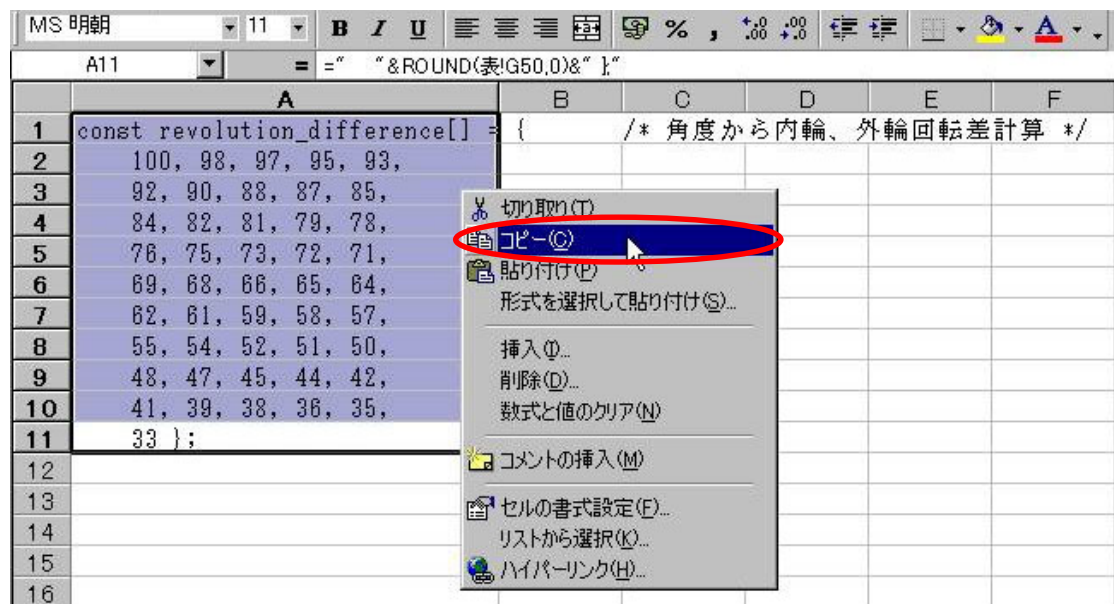 MS 明朝 11 B I U % ,
A11 = =" "&ROUND(表!G50,0)&" };"
A B C D E F
1 const revolution_difference[] = { /* 角度から内輪、外輪回転差計算 */
2 100, 98, 97, 95, 93,
3 92, 90, 88, 87, 85,
4 84, 82, 81, 79, 78,
5 76, 75, 73, 72, 71,
6 69, 68, 66, 65, 64,
7 62, 61, 59, 58, 57,
8 55, 54, 52, 51, 50,
9 48, 47, 45, 44, 42,
10 41, 39, 38, 36, 35,
11 33 };
12
13
14
15
16
切り取り(T)
コピー(C)
貼り付け(P)
形式を選択して貼り付け(S)...
挿入(I)...
削除(D)...
数式と値のクリア(N)
コメントの挿入(M)
セルの書式設定(F)...
リストから選択(K)...
ハイパーリンク(H)...